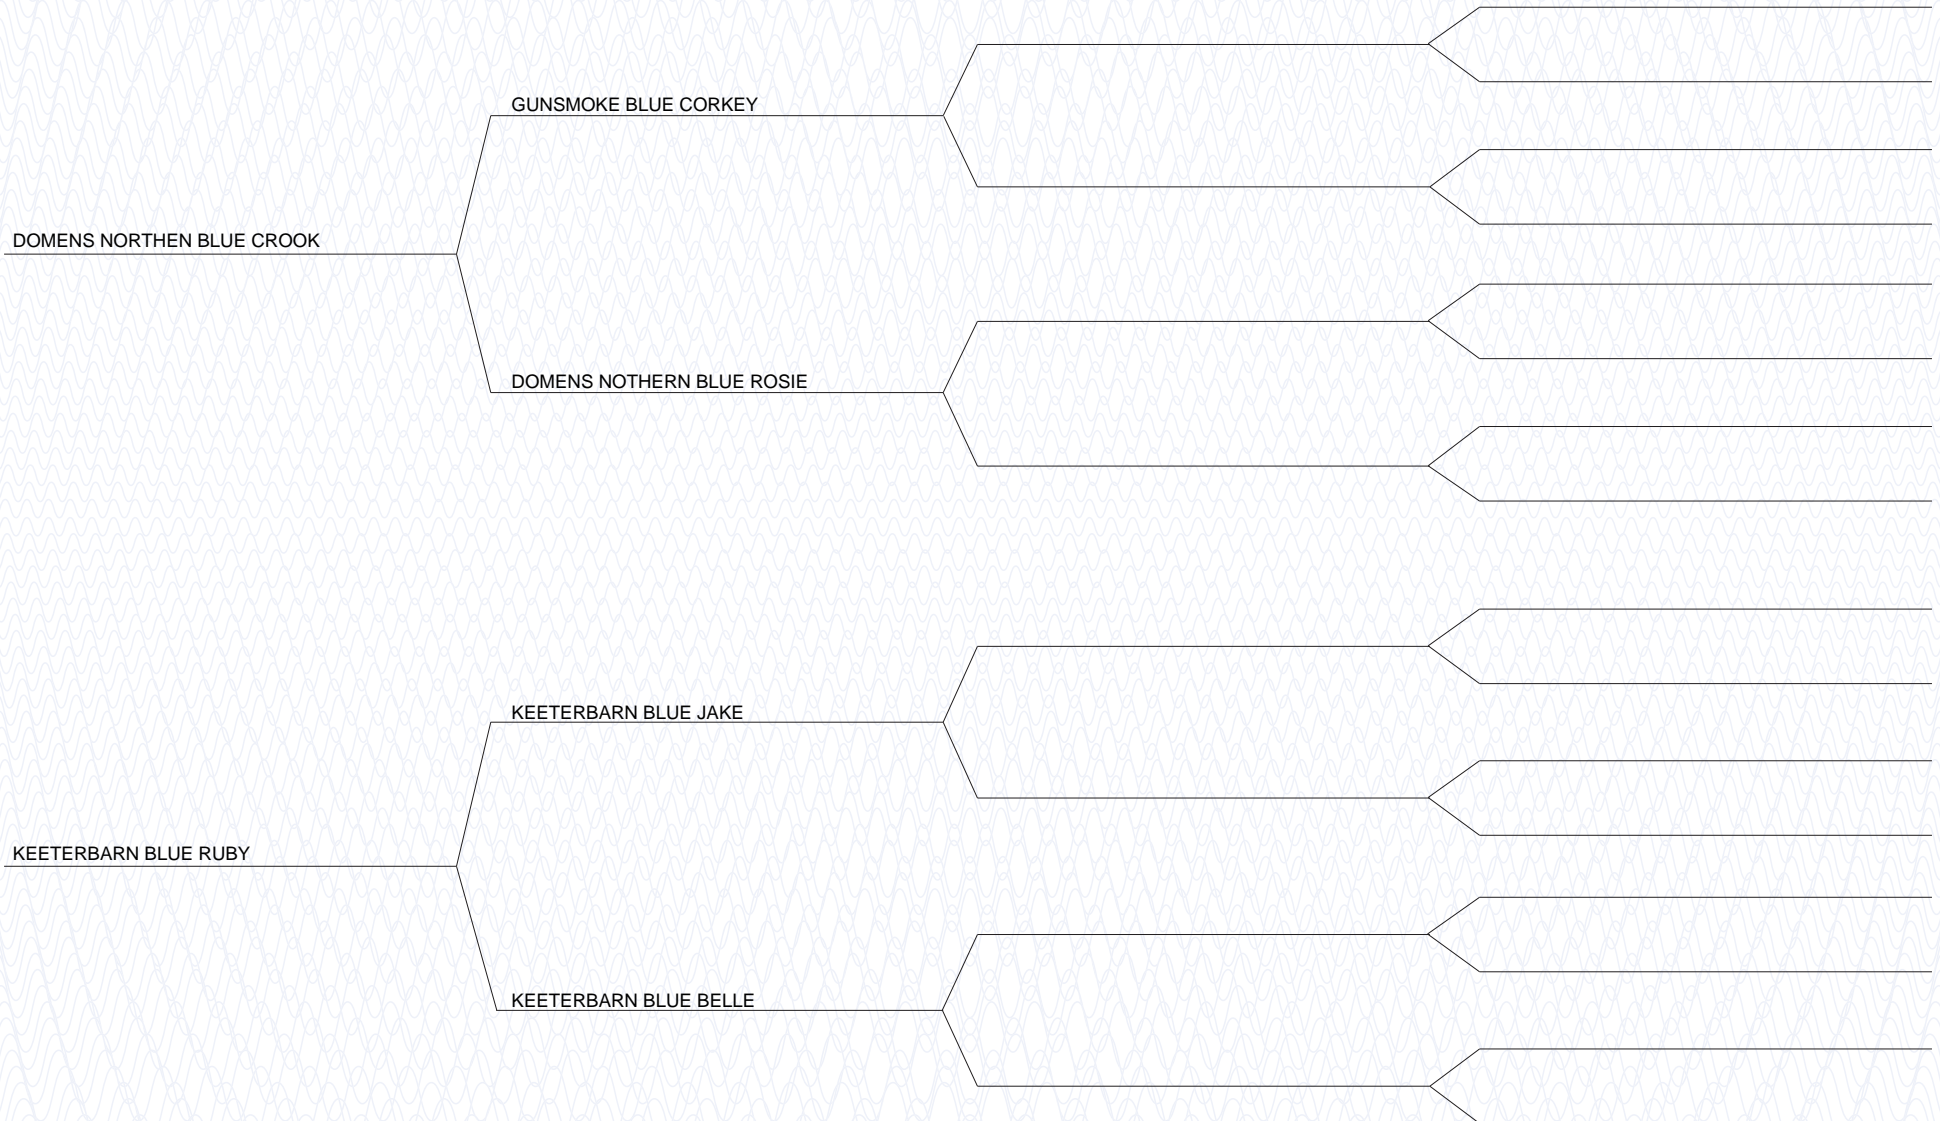 GUNSMOKE BLUE CORKEY
DOMENS NORTHEN BLUE CROOK
DOMENS NOTHERN BLUE ROSIE
KEETERBARN BLUE JAKE
KEETERBARN BLUE RUBY
KEETERBARN BLUE BELLE